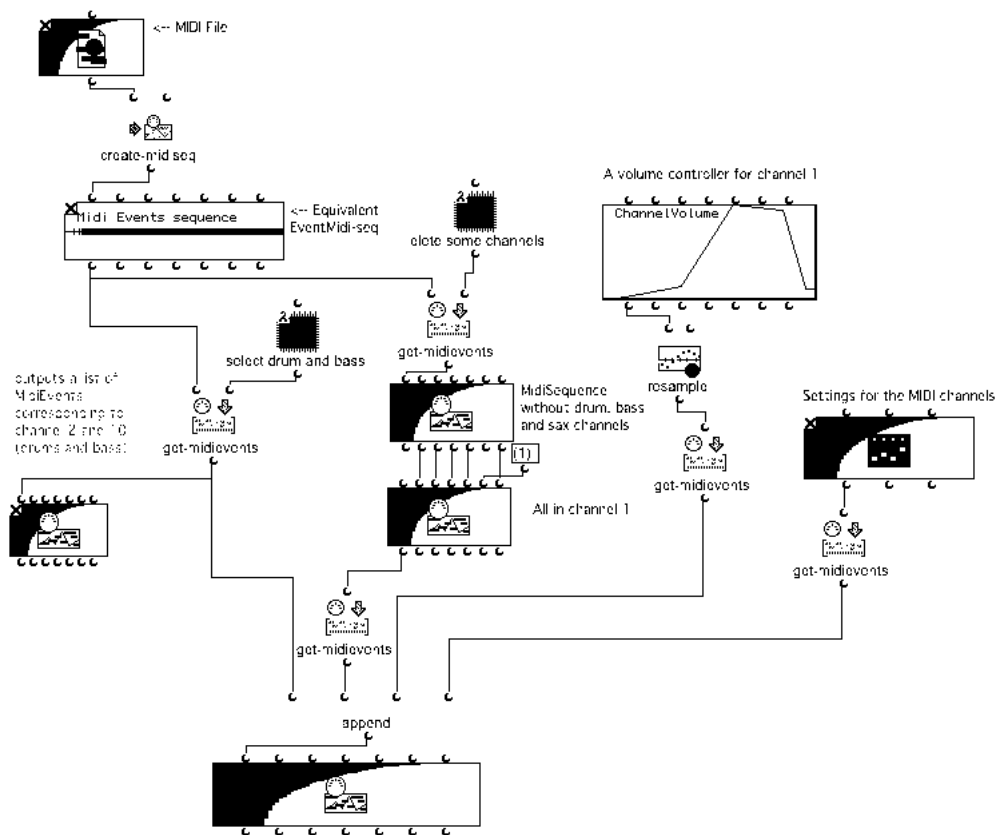 <-- MIDI File
create-mid seq
A volume controller for channel 1
Midi Events sequence
<-- Equivalent
EventMidi-seq
elete some channels
ChannelVolume
select drum and bass
get-midievents
resample
outputs a list of
MidiEvents
corresponding to
channel 2 and 10
(drums and bass)
get-midievents
MidiSequence
without drum, bass
and sax channels
(1)
Settings for the MIDI channels
get-midievents
All in channel 1
get-midievents
get-midievents
append